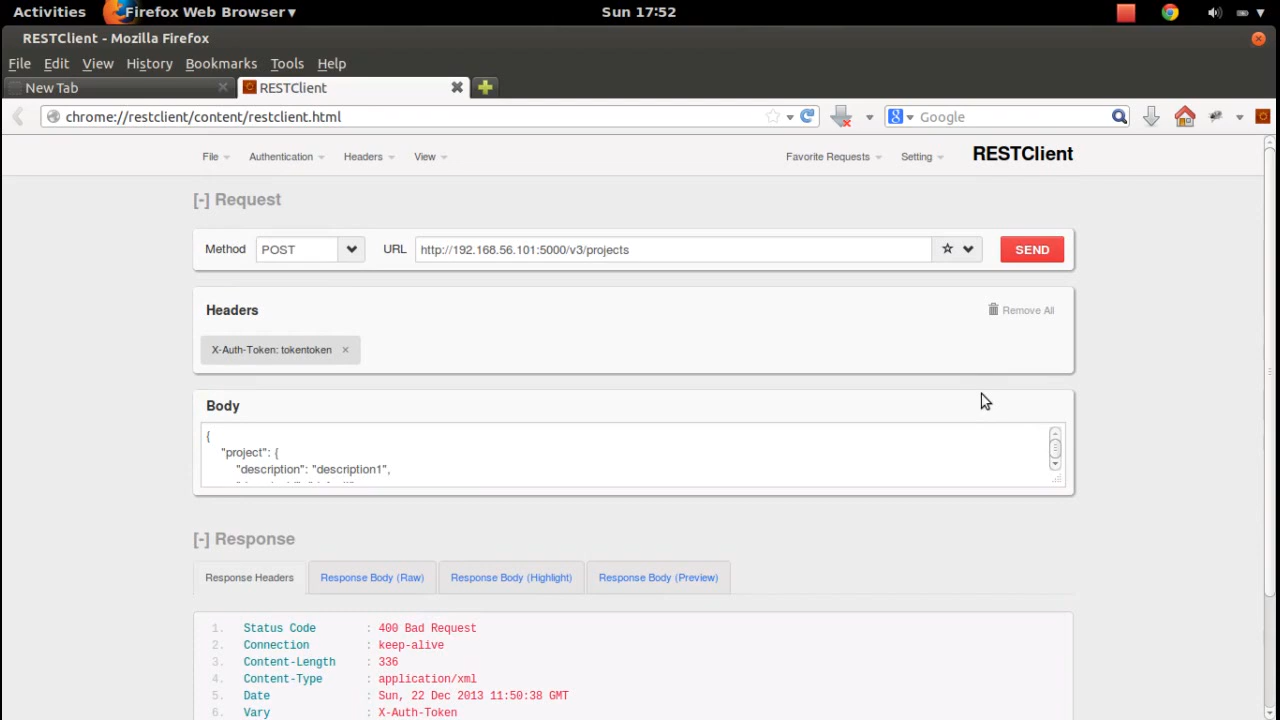 Activities Firefox Web Browser ▾ Sun 17:52
RESTClient - Mozilla Firefox
File Edit View History Bookmarks Tools Help
New Tab RESTClient
chrome://restclient/content/restclient.html Google
File Authentication Headers View Favorite Requests Setting RESTClient
[-] Request
Method POST URL http://192.168.56.101:5000/v3/projects SEND
Headers Remove All
X-Auth-Token: tokentoken ×
Body
{
"project": {
"description": "description1",
[-] Response
Response Headers Response Body (Raw) Response Body (Highlight) Response Body (Preview)
1. Status Code : 400 Bad Request
2. Connection : keep-alive
3. Content-Length : 336
4. Content-Type : application/xml
5. Date : Sun, 22 Dec 2013 11:50:38 GMT
6. Vary : X-Auth-Token